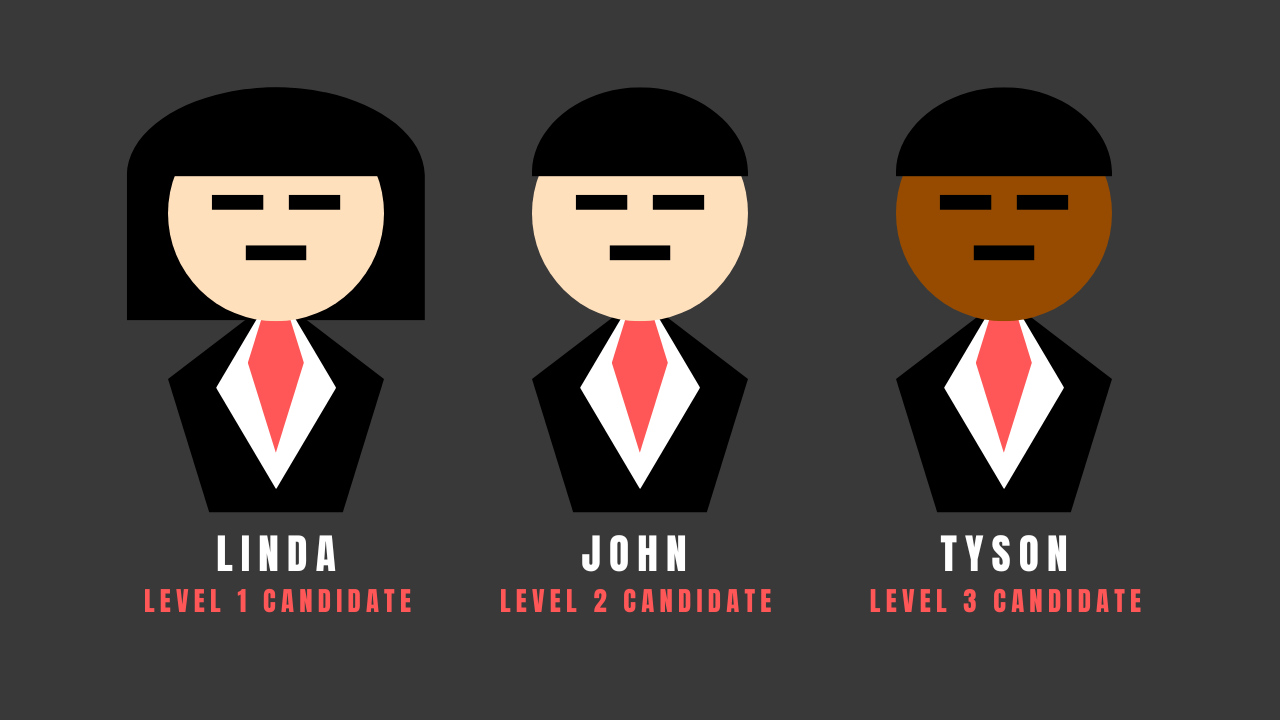 LINDA
LEVEL 1 CANDIDATE
JOHN
LEVEL 2 CANDIDATE
TYSON
LEVEL 3 CANDIDATE